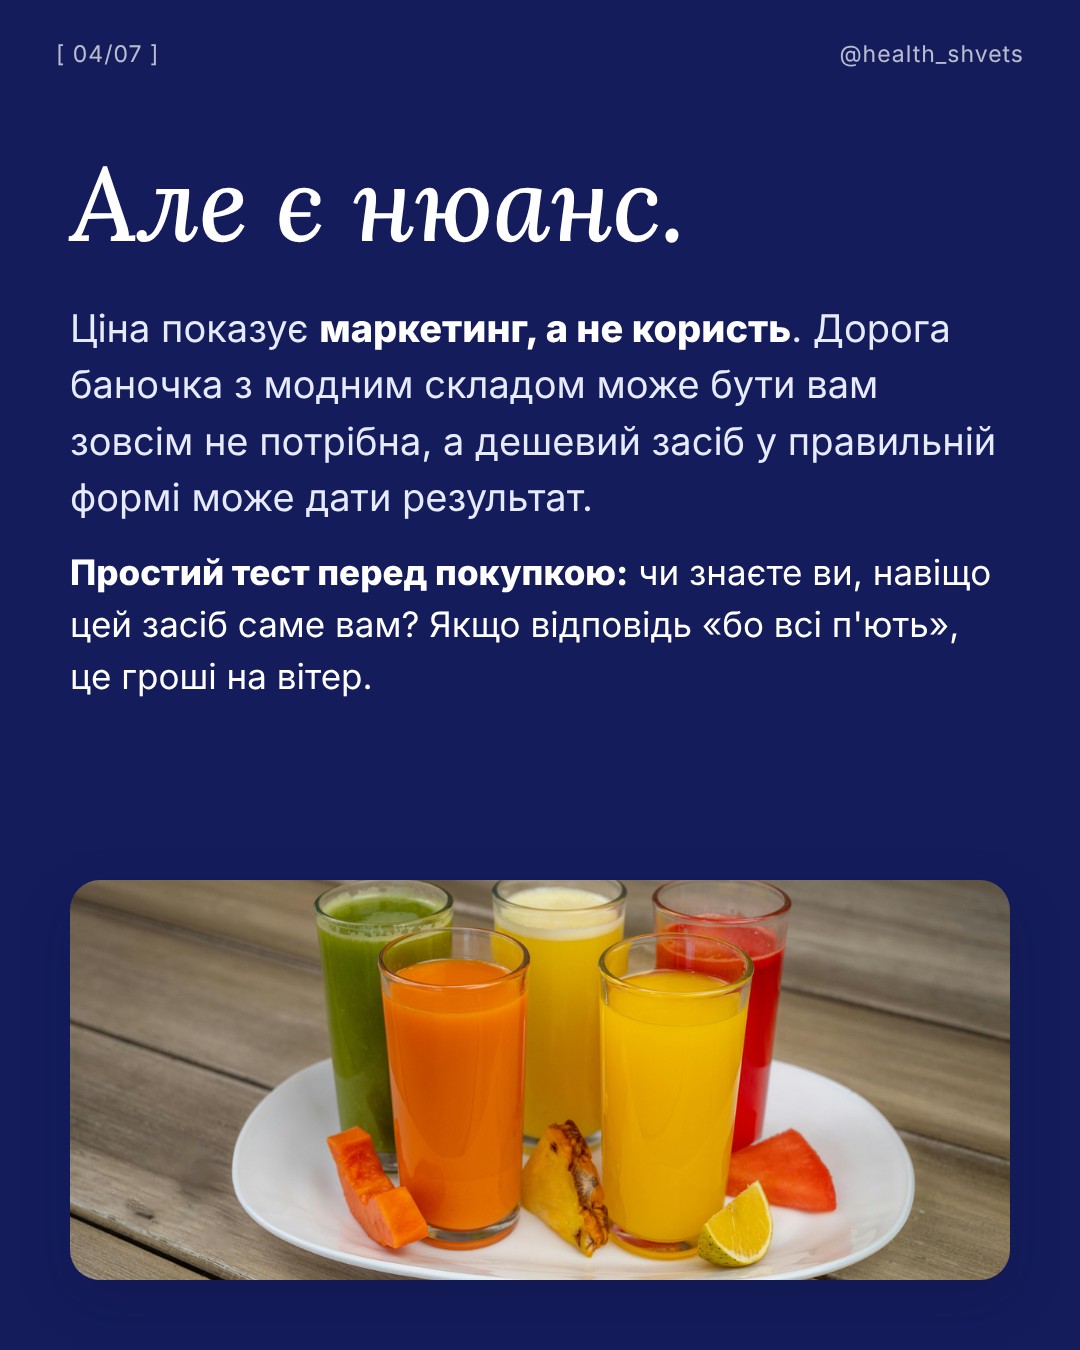 [ 04/07 ]
@health_shvets
Але є нюанс.
Ціна показує маркетинг, а не користь. Дорога
баночка з модним складом може бути вам
зовсім не потрібна, а дешевий засіб у правильній
формі може дати результат.
Простий тест перед покупкою: чи знаєте ви, навіщо
цей засіб саме вам? Якщо відповідь «бо всі п'ють»,
це гроші на вітер.